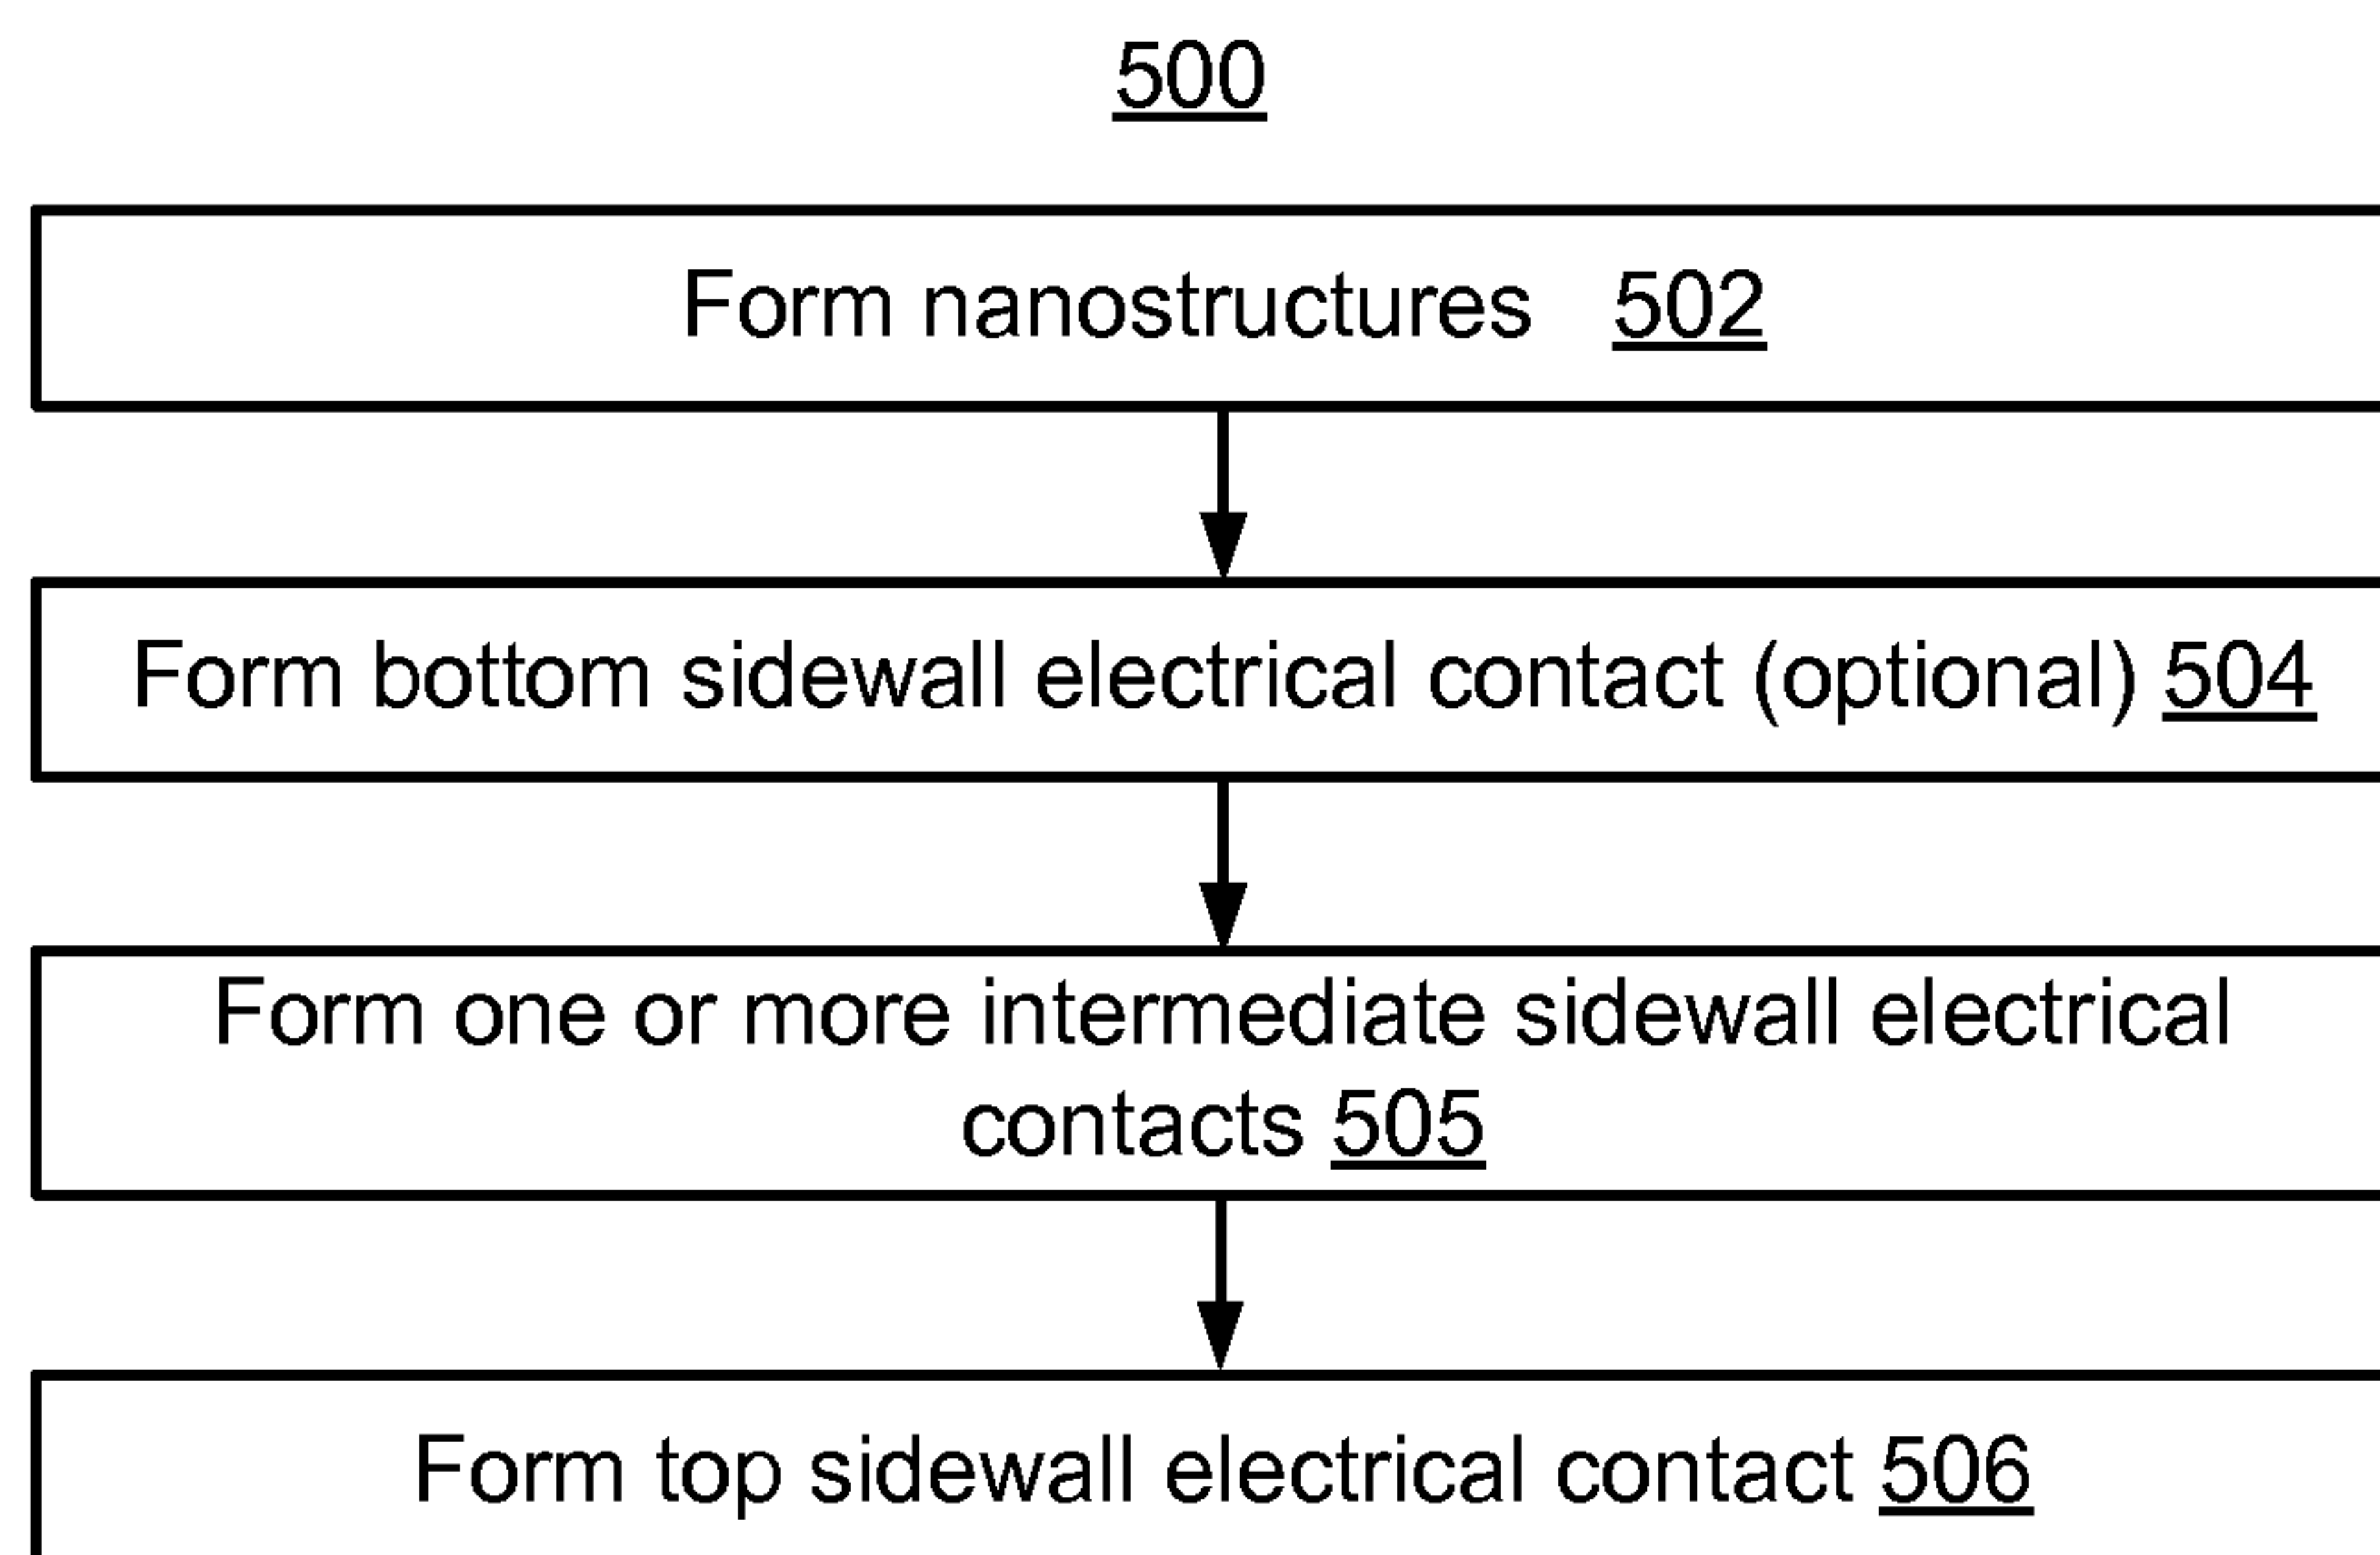 500
Form nanostructures 502
Form bottom sidewall electrical contact (optional) 504
Form one or more intermediate sidewall electrical
contacts 505
Form top sidewall electrical contact 506